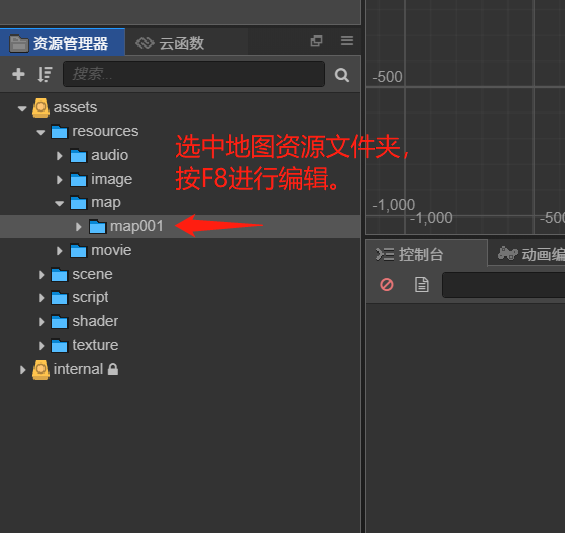 资源管理器
云函数
搜索...
assets
resources
audio
image
map
map001
movie
scene
script
shader
texture
internal
选中地图资源文件夹，
按F8进行编辑。
-500
-1,000
-1,000
-500
控制台
动画编